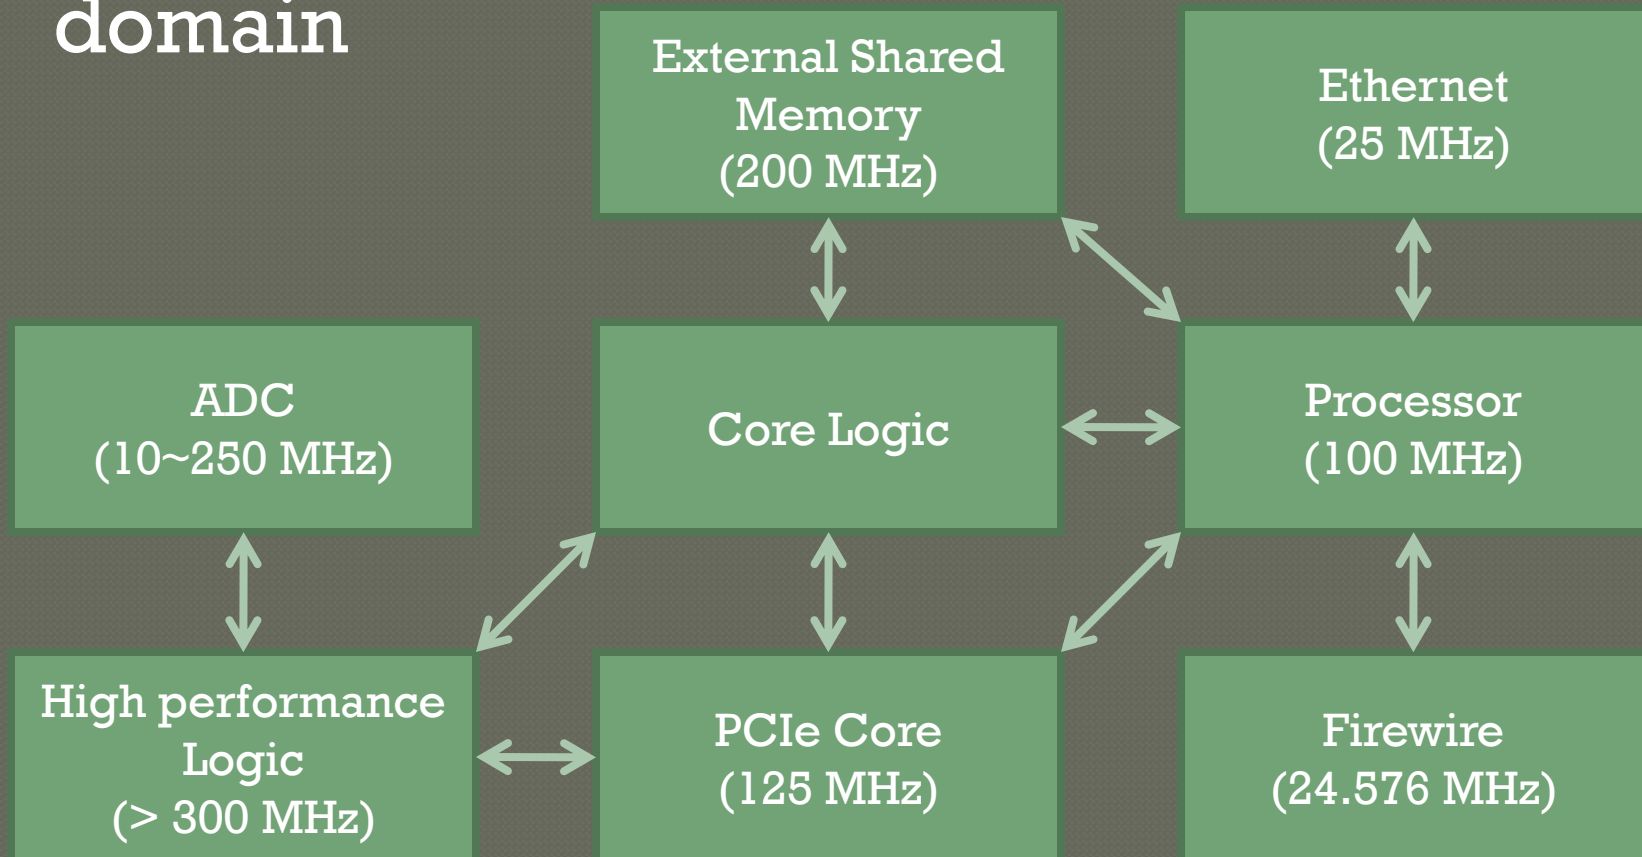 domain
External Shared
Memory
(200 MHz)
Ethernet
(25 MHz)
ADC
(10~250 MHz)
Core Logic
Processor
(100 MHz)
High performance
Logic
(> 300 MHz)
PCIe Core
(125 MHz)
Firewire
(24.576 MHz)